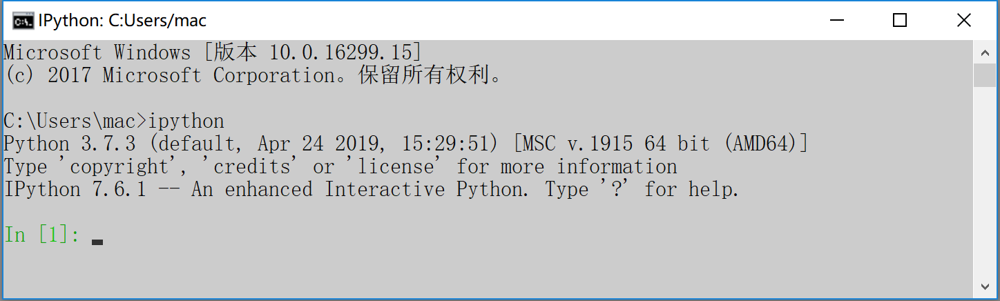 IPython: C:Users/mac
Microsoft Windows [版本 10.0.16299.15]
(c) 2017 Microsoft Corporation。保留所有权利。
C:\Users\mac>ipython
Python 3.7.3 (default, Apr 24 2019, 15:29:51) [MSC v.1915 64 bit (AMD64)]
Type 'copyright', 'credits' or 'license' for more information
IPython 7.6.1 -- An enhanced Interactive Python. Type '?' for help.
In [1]: